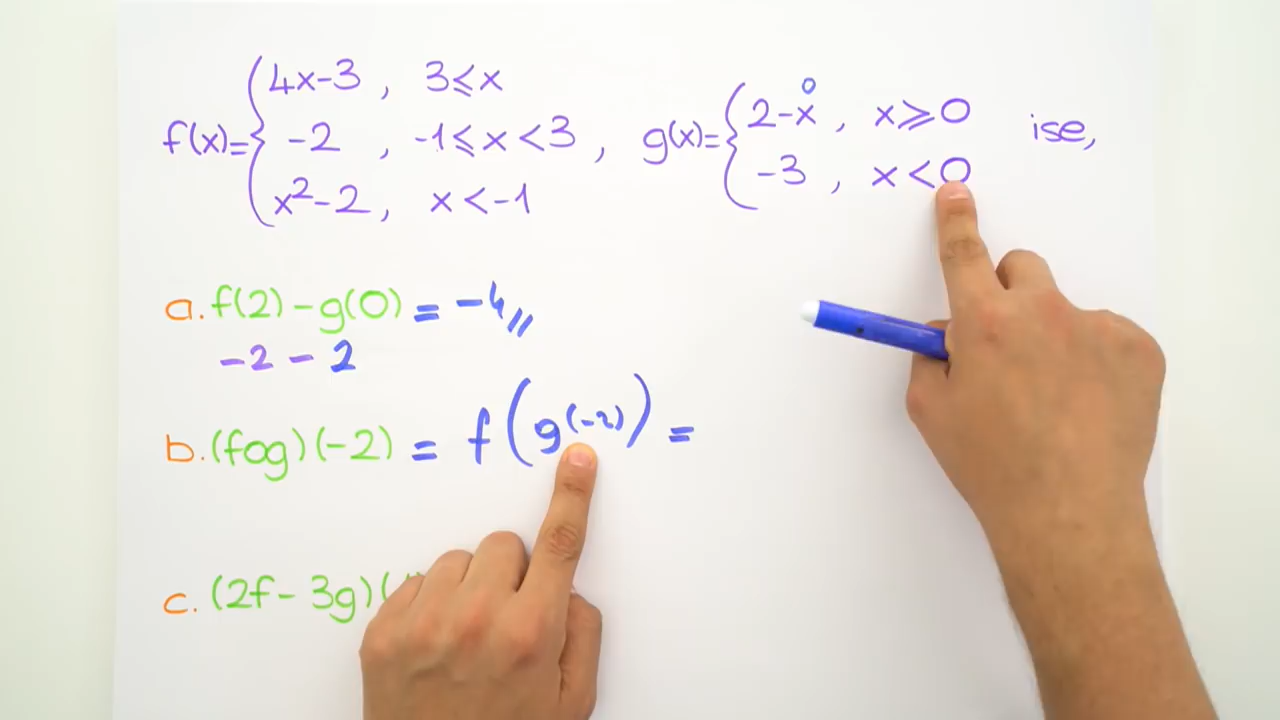 f(x)= { 4x-3 , 3≤x
-2 , -1≤x<3 ,
x²-2 , x<-1
g(x)= { 2-x , x≥0 ise,
0
-3 , x<0
a. f(2)-g(0) = -4//
-2 - 2
b. (fog)(-2) = f(g(-2)) =
c. (2f-3g)(